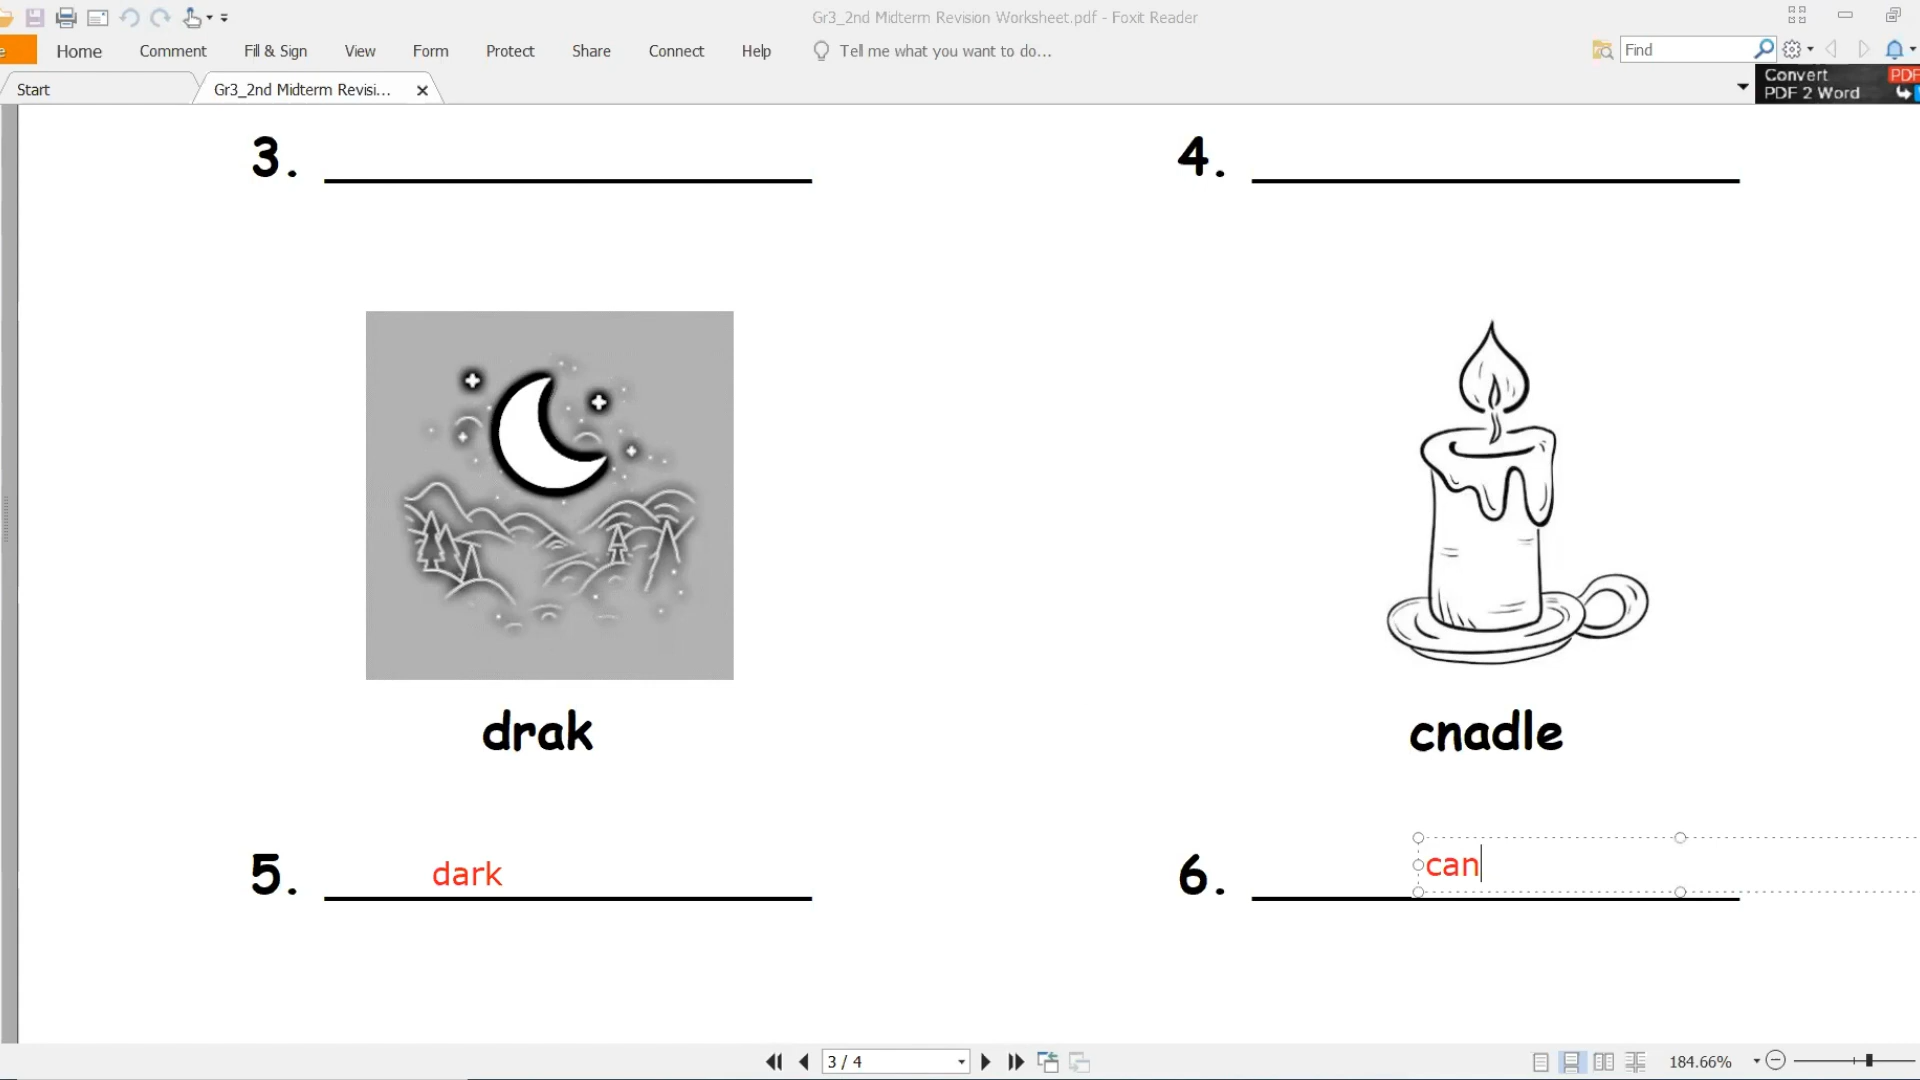 Gr3_2nd Midterm Revision Worksheet.pdf - Foxit Reader
Home Comment Fill & Sign View Form Protect Share Connect Help Tell me what you want to do... Find
Start Gr3_2nd Midterm Revisi...
Convert PDF
PDF 2 Word
3. 4.
drak cnadle
5. dark 6. can
3 / 4 184.66%